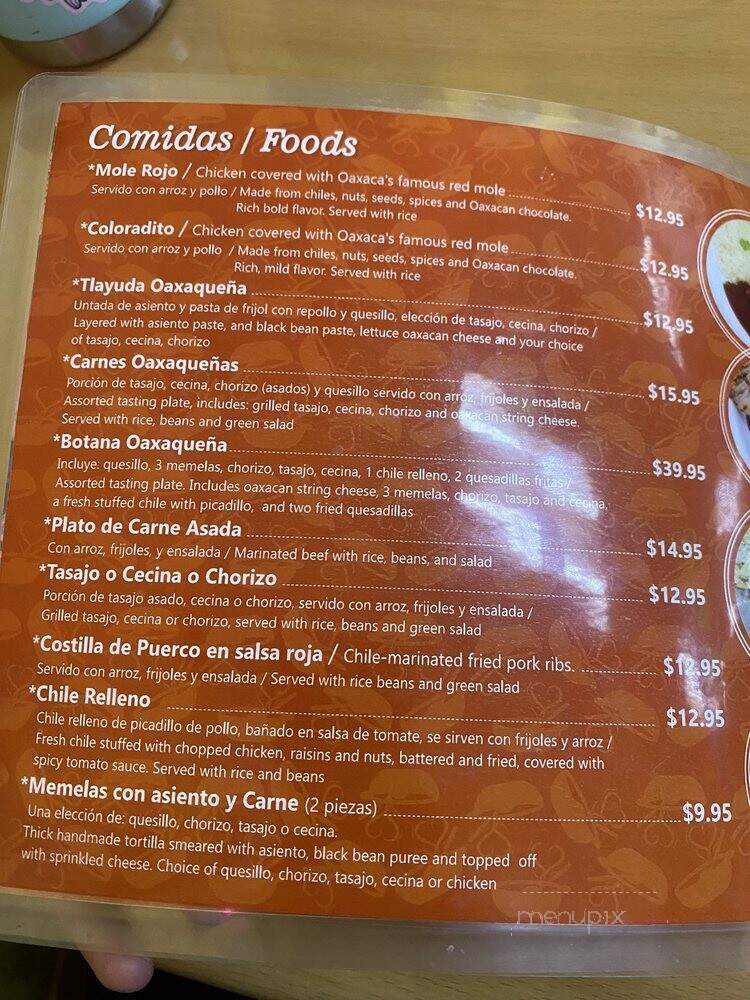 Comidas / Foods
*Mole Rojo / Chicken covered with Oaxaca's famous red mole $12.95
Servido con arroz y pollo / Made from chiles, nuts, seeds, spices and Oaxacan chocolate.
Rich bold flavor. Served with rice
*Coloradito / Chicken covered with Oaxaca's famous red mole $12.95
Servido con arroz y pollo / Made from chiles, nuts, seeds, spices and Oaxacan chocolate.
Rich, mild flavor. Served with rice
*Tlayuda Oaxaqueña $12.95
Untada de asiento y pasta de frijol con repollo y quesillo, elección de tasajo, cecina, chorizo /
Layered with asiento paste, and black bean paste, lettuce oaxacan cheese and your choice
of tasajo, cecina, chorizo
*Carnes Oaxaqueñas $15.95
Porción de tasajo, cecina, chorizo (asados) y quesillo servido con arroz, frijoles y ensalada /
Assorted tasting plate, includes: grilled tasajo, cecina, chorizo and oaxacan string cheese.
Served with rice, beans and green salad
*Botana Oaxaqueña $39.95
Incluye: quesillo, 3 memelas, chorizo, tasajo, cecina, 1 chile relleno, 2 quesadillas fritas /
Assorted tasting plate. Includes oaxacan string cheese, 3 memelas, chorizo, tasajo and cecina,
a fresh stuffed chile with picadillo, and two fried quesadillas
*Plato de Carne Asada $14.95
Con arroz, frijoles, y ensalada / Marinated beef with rice, beans, and salad
*Tasajo o Cecina o Chorizo $12.95
Porción de tasajo asado, cecina o chorizo, servido con arroz, frijoles y ensalada /
Grilled tasajo, cecina or chorizo, served with rice, beans and green salad
*Costilla de Puerco en salsa roja / Chile-marinated fried pork ribs. $12.95
Servido con arroz, frijoles y ensalada / Served with rice beans and green salad
*Chile Relleno $12.95
Chile relleno de picadillo de pollo, bañado en salsa de tomate, se sirven con frijoles y arroz /
Fresh chile stuffed with chopped chicken, raisins and nuts, battered and fried, covered with
spicy tomato sauce. Served with rice and beans
*Memelas con asiento y Carne (2 piezas) $9.95
Una elección de: quesillo, chorizo, tasajo o cecina.
Thick handmade tortilla smeared with asiento, black bean puree and topped off
with sprinkled cheese. Choice of quesillo, chorizo, tasajo, cecina or chicken
menupix